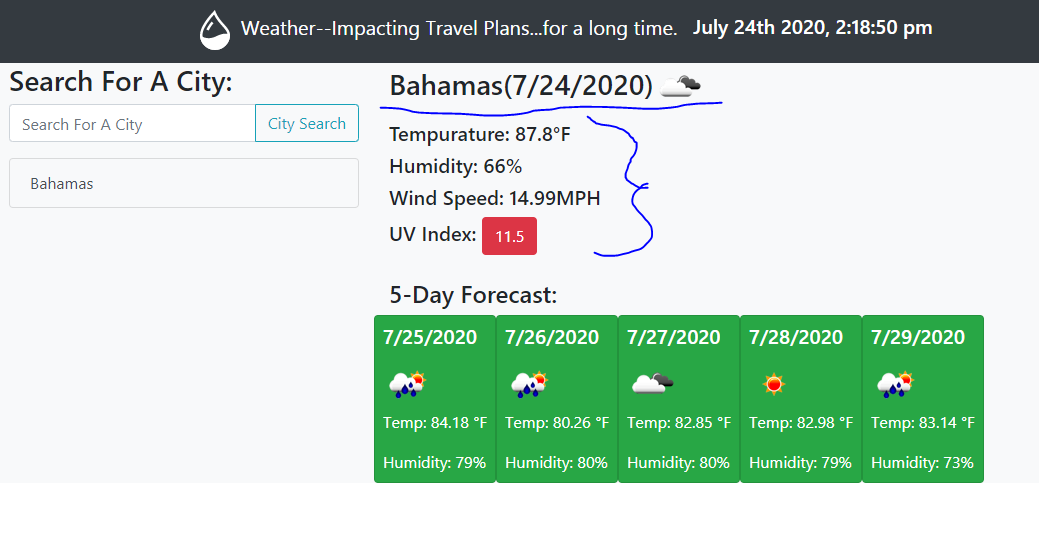 Weather--Impacting Travel Plans...for a long time. July 24th 2020, 2:18:50 pm
Search For A City:
Search For A City City Search
Bahamas
Bahamas(7/24/2020)
Tempurature: 87.8°F
Humidity: 66%
Wind Speed: 14.99MPH
UV Index: 11.5
5-Day Forecast:
7/25/2020 7/26/2020 7/27/2020 7/28/2020 7/29/2020
Temp: 84.18 °F Temp: 80.26 °F Temp: 82.85 °F Temp: 82.98 °F Temp: 83.14 °F
Humidity: 79% Humidity: 80% Humidity: 80% Humidity: 79% Humidity: 73%